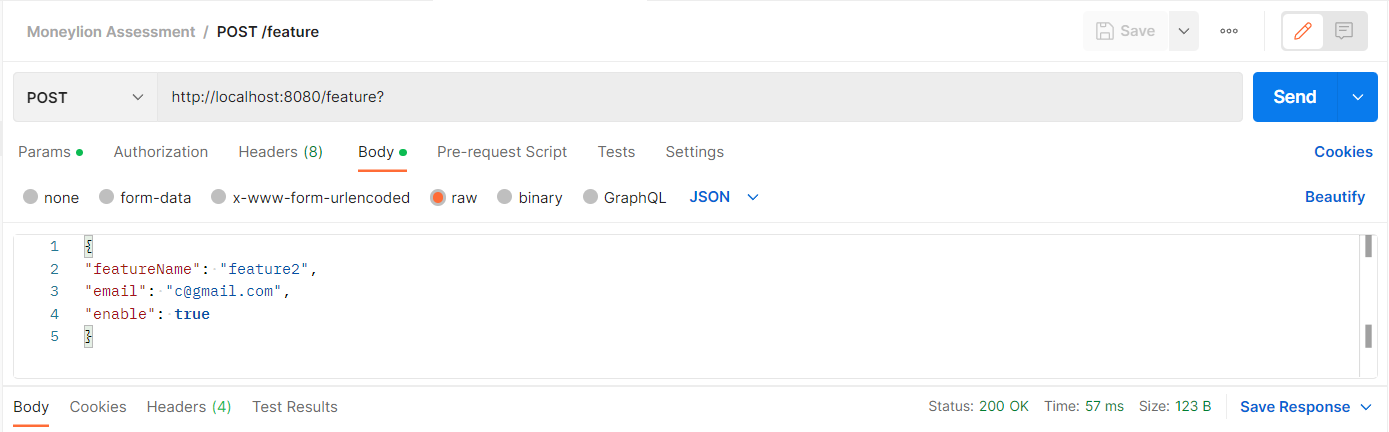 Moneylion Assessment / POST /feature
Save
POST
http://localhost:8080/feature?
Send
Params Authorization Headers (8) Body Pre-request Script Tests Settings Cookies
none form-data x-www-form-urlencoded raw binary GraphQL JSON Beautify
1 {
2 "featureName": "feature2",
3 "email": "c@gmail.com",
4 "enable": true
5 }
Body Cookies Headers (4) Test Results Status: 200 OK Time: 57 ms Size: 123 B Save Response